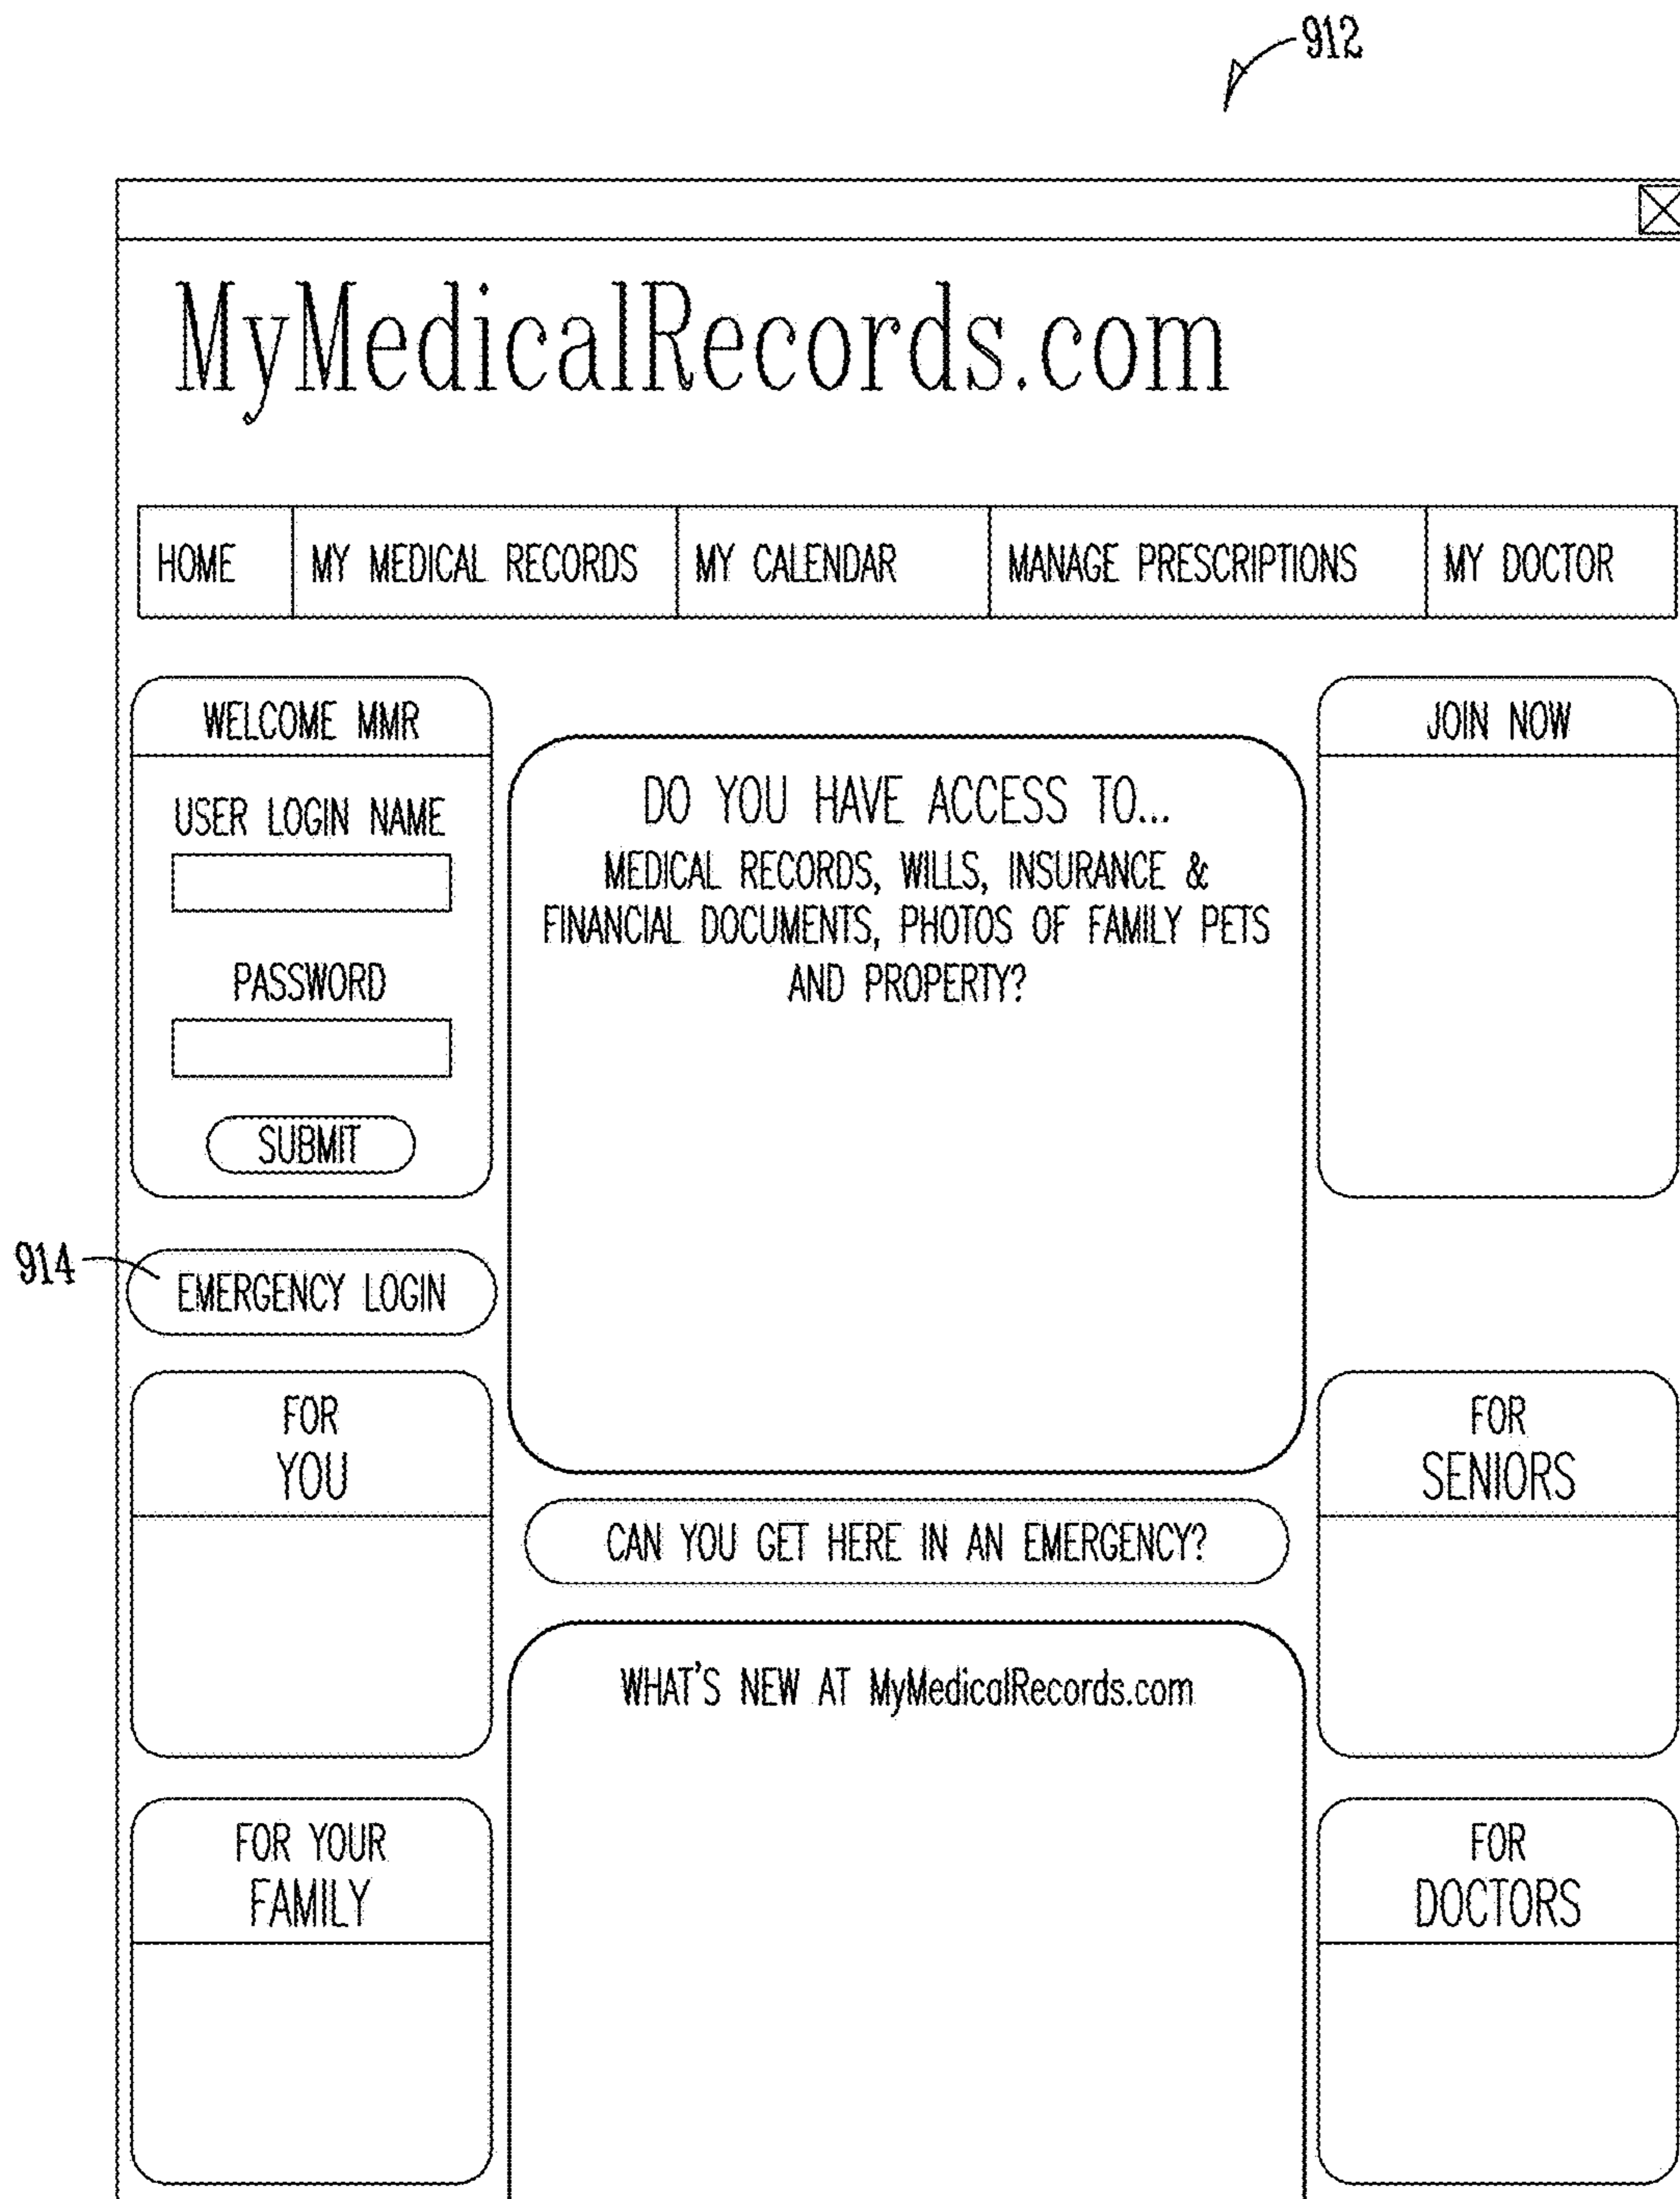 912
MyMedicalRecords.com
HOME
MY MEDICAL RECORDS
MY CALENDAR
MANAGE PRESCRIPTIONS
MY DOCTOR
WELCOME MMR
USER LOGIN NAME
PASSWORD
SUBMIT
914
EMERGENCY LOGIN
FOR
YOU
FOR YOUR
FAMILY
DO YOU HAVE ACCESS TO...
MEDICAL RECORDS, WILLS, INSURANCE &
FINANCIAL DOCUMENTS, PHOTOS OF FAMILY PETS
AND PROPERTY?
CAN YOU GET HERE IN AN EMERGENCY?
WHAT'S NEW AT MyMedicalRecords.com
JOIN NOW
FOR
SENIORS
FOR
DOCTORS